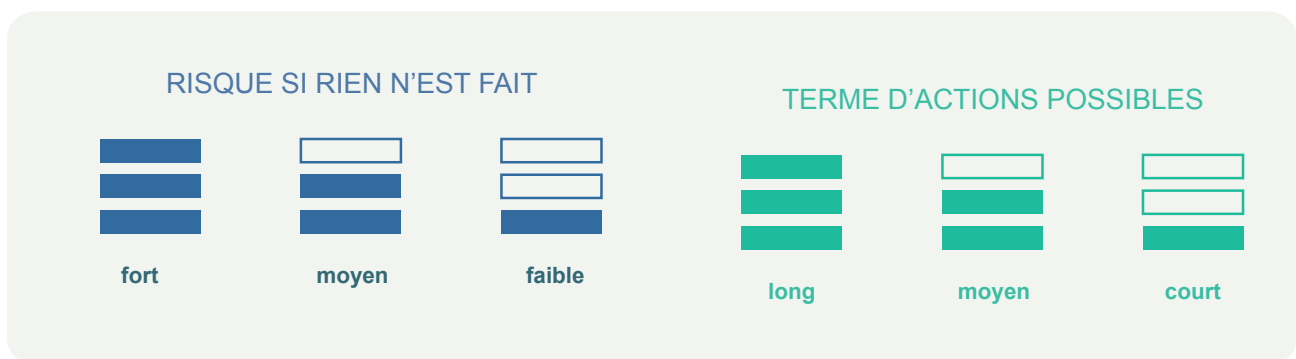 RISQUE SI RIEN N’EST FAIT
fort moyen faible
TERME D’ACTIONS POSSIBLES
long moyen court